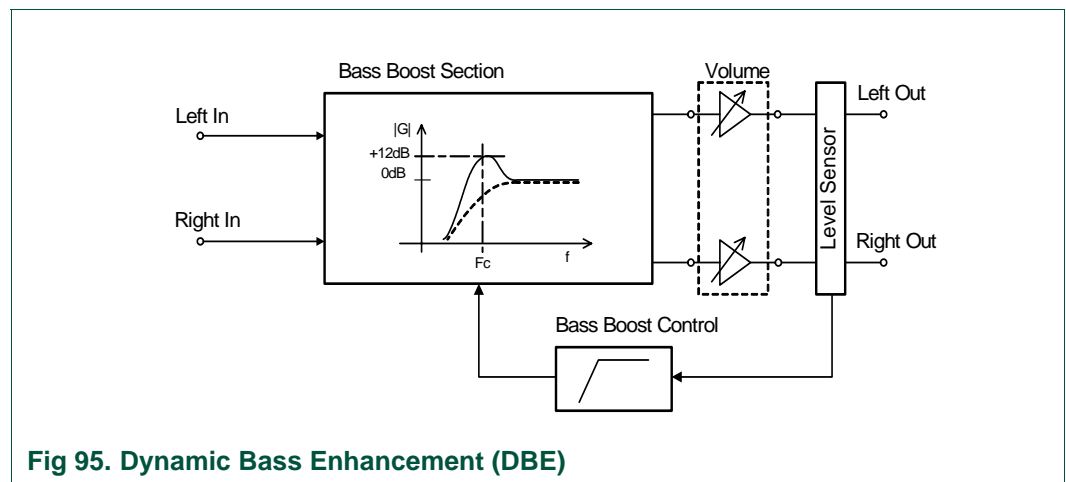 Bass Boost Section
Volume
Left In
Left Out
|G|
+12dB
0dB
Level Sensor
Right In
Right Out
Fc
f
Bass Boost Control
Fig 95. Dynamic Bass Enhancement (DBE)